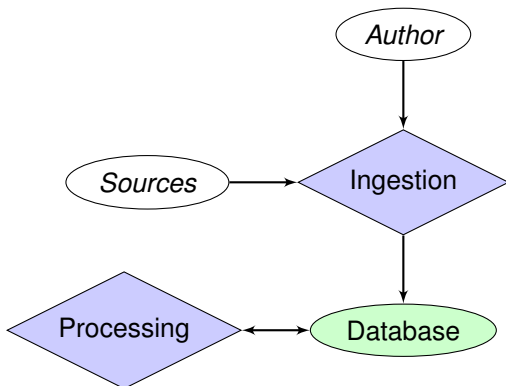 Author
Ingestion
Sources
Processing
Database